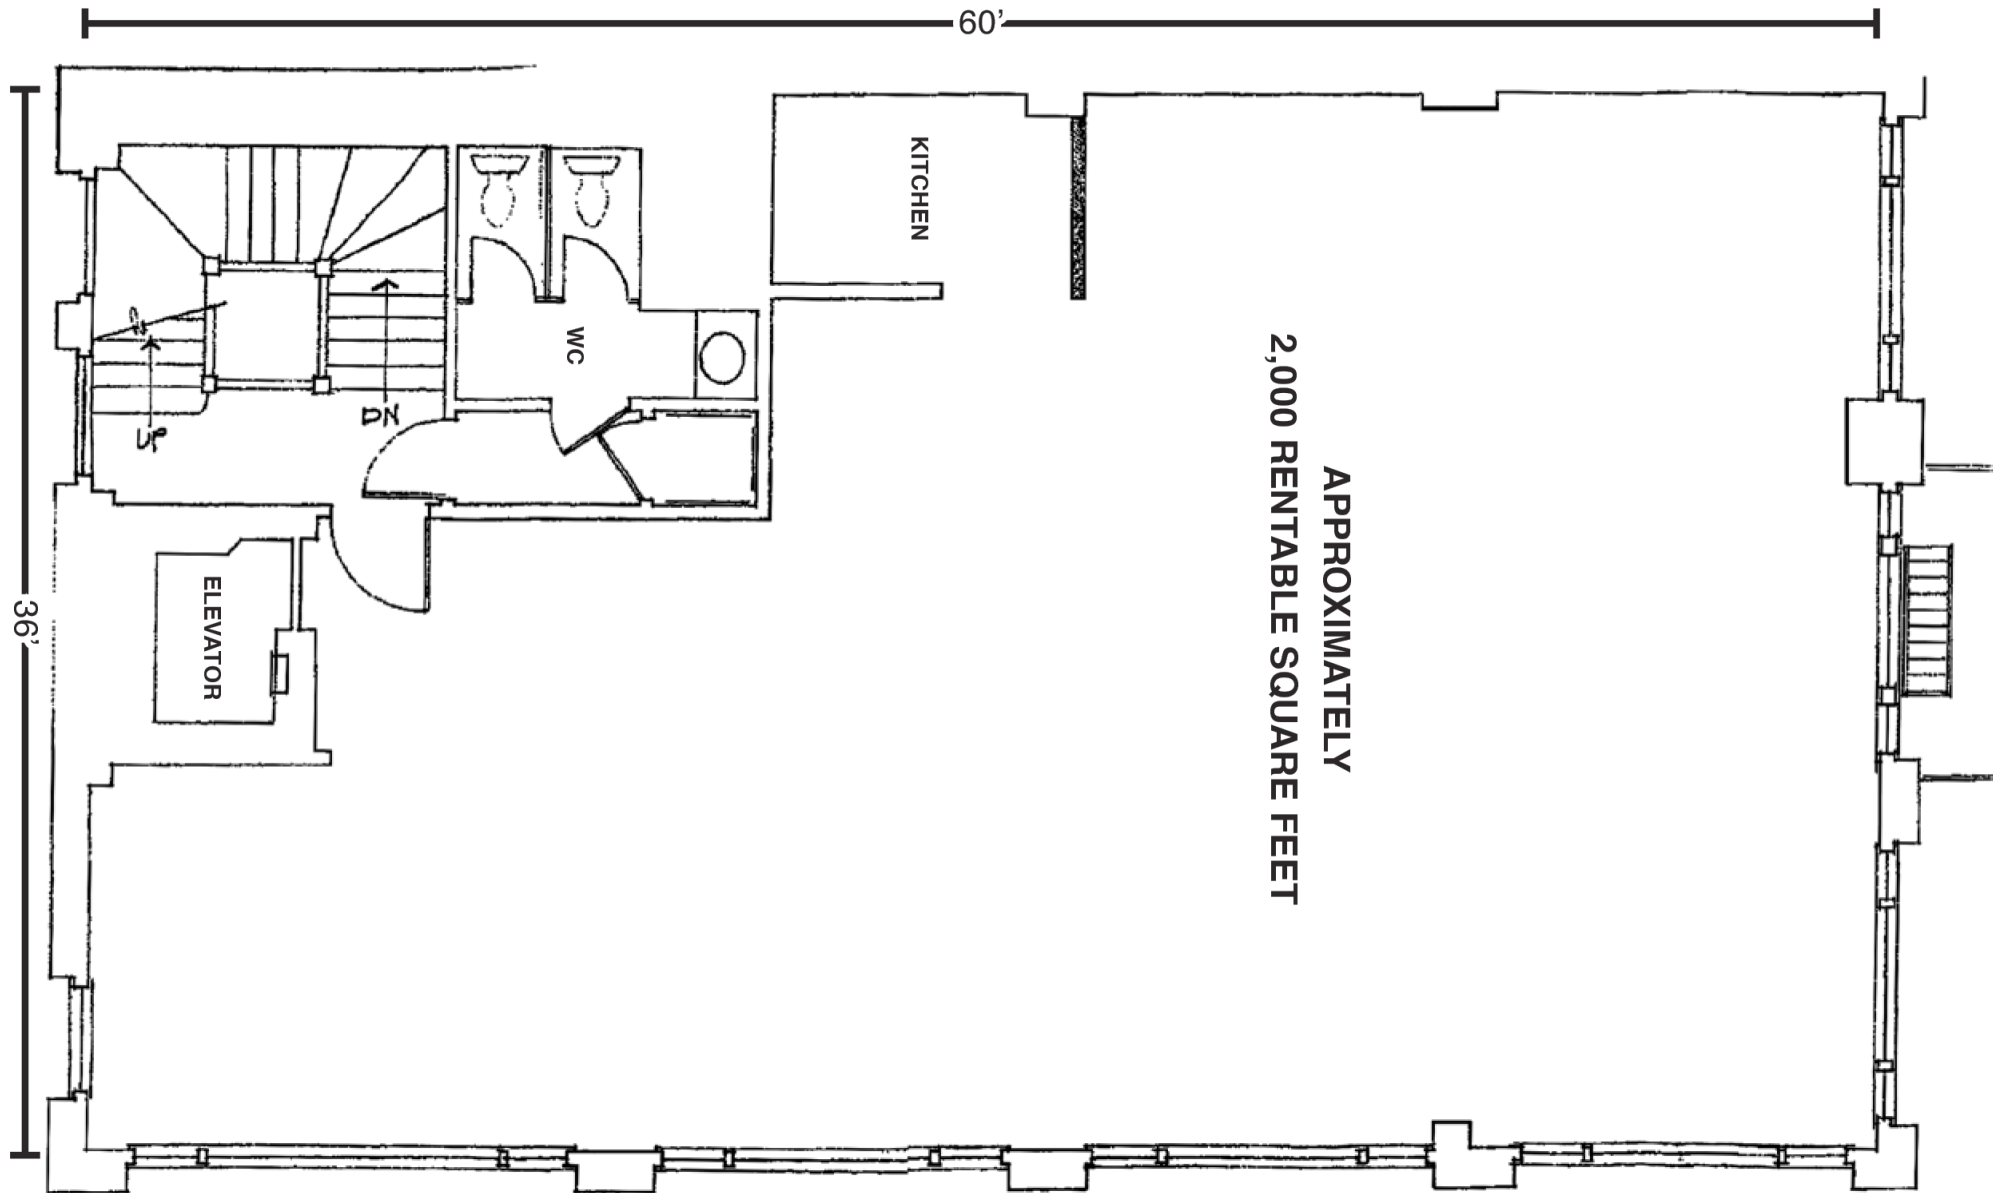 60'
36'
KITCHEN
WC
DN
UP
ELEVATOR
APPROXIMATELY
2,000 RENTABLE SQUARE FEET